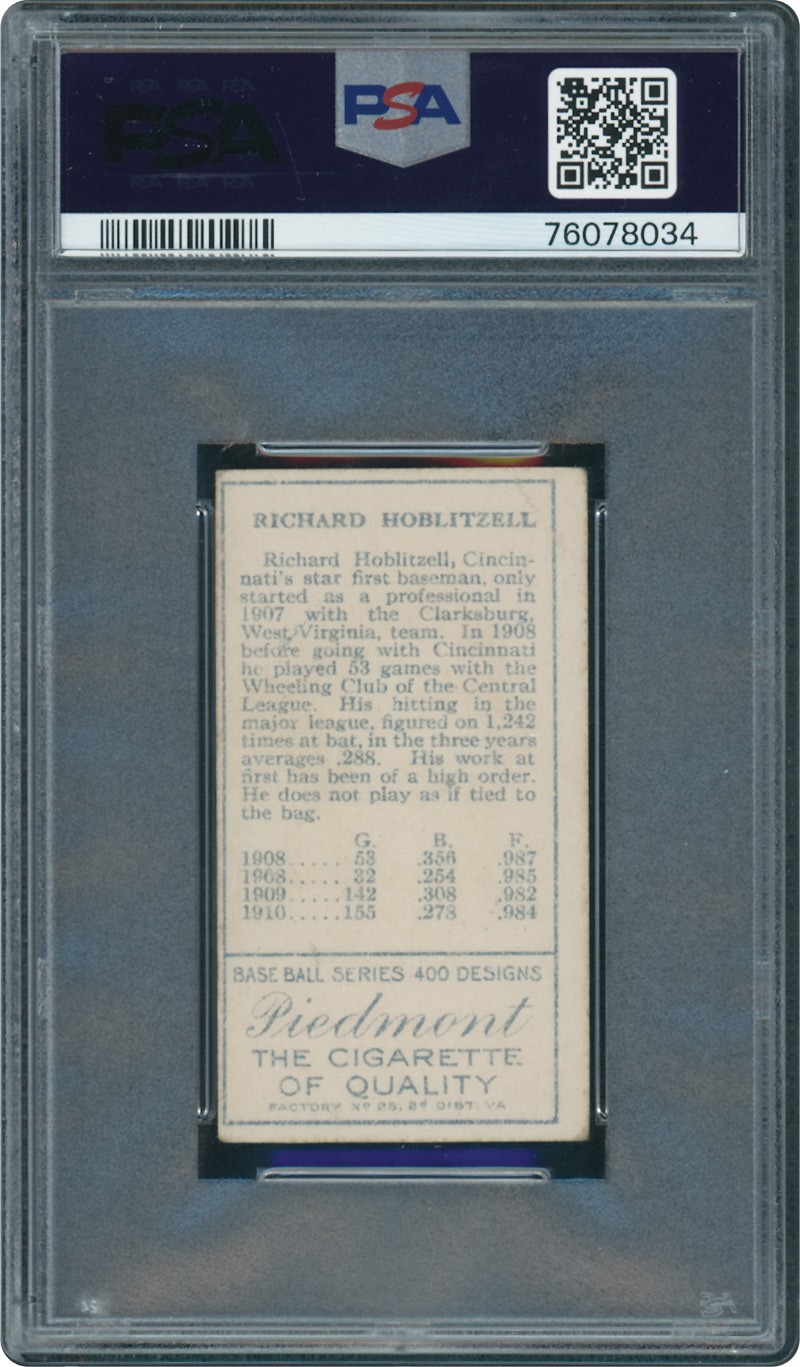 PSA
PSA
76078034
RICHARD HOBLITZELL
Richard Hoblitzell, Cincin-
nati's star first baseman, only
started as a professional in
1907 with the Clarksburg,
West Virginia, team. In 1908
before going with Cincinnati
he played 53 games with the
Wheeling Club of the Central
League. His hitting in the
major league, figured on 1,242
times at bat, in the three years
averages .288. His work at
first has been of a high order.
He does not play as if tied to
the bag.
G. B. F.
1908..... 53 .356 .987
1908..... 32 .254 .985
1909.....142 .308 .982
1910.....155 .278 .984
BASE BALL SERIES 400 DESIGNS
Piedmont
THE CIGARETTE
OF QUALITY
FACTORY Nº 25, 2d DIST. VA.